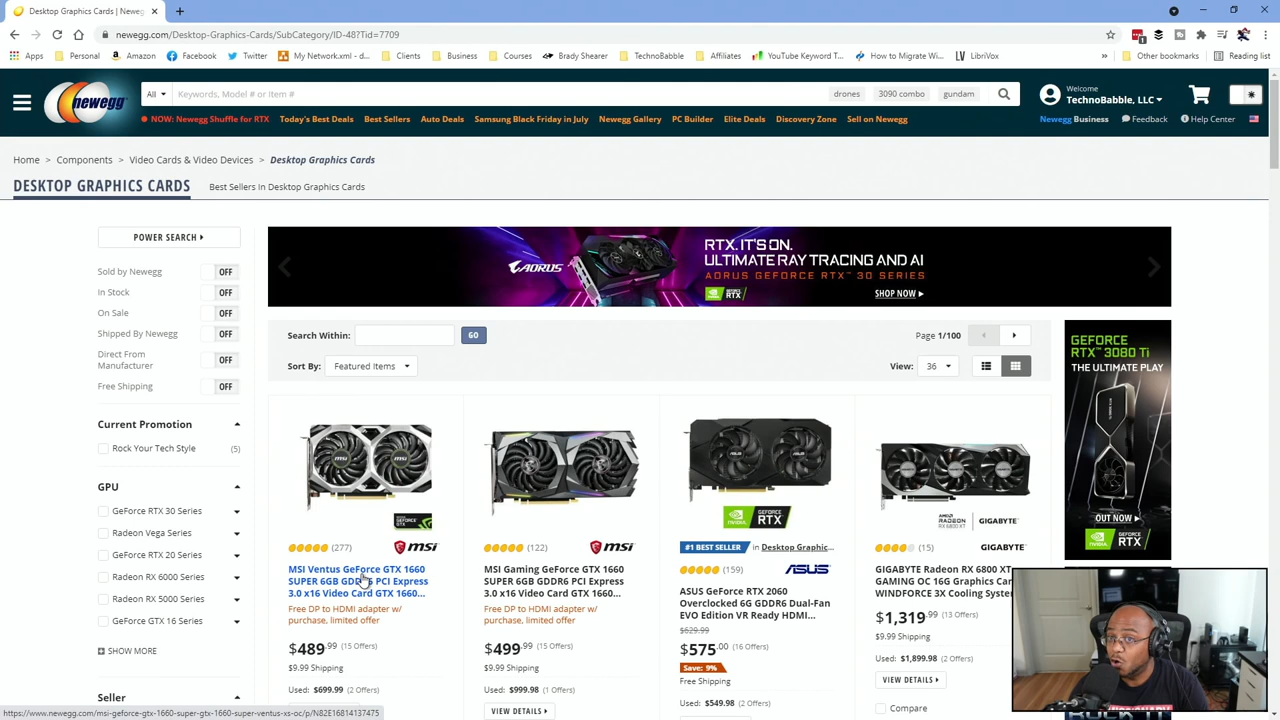 Desktop Graphics Cards | Newegg
newegg.com/Desktop-Graphics-Cards/SubCategory/ID-48?Tid=7709
Apps Personal Amazon Facebook Twitter My Network.xml - d... Clients Business Courses Brady Shearer TechnoBabble Affiliates YouTube Keyword T... How to Migrate Wi... LibriVox » Other bookmarks Reading list
newegg All Keywords, Model # or Item # drones 3090 combo gundam Welcome
TechnoBabble, LLC
NOW: Newegg Shuffle for RTX Today's Best Deals Best Sellers Auto Deals Samsung Black Friday in July Newegg Gallery PC Builder Elite Deals Discovery Zone Sell on Newegg Newegg Business Feedback Help Center
Home > Components > Video Cards & Video Devices > Desktop Graphics Cards
DESKTOP GRAPHICS CARDS Best Sellers in Desktop Graphics Cards
POWER SEARCH
Sold by Newegg OFF
In Stock OFF
On Sale OFF
Shipped By Newegg OFF
Direct From
Manufacturer OFF
Free Shipping OFF
Current Promotion
Rock Your Tech Style (5)
GPU
GeForce RTX 30 Series
Radeon Vega Series
GeForce RTX 20 Series
Radeon RX 6000 Series
Radeon RX 5000 Series
GeForce GTX 16 Series
SHOW MORE
Seller
AORUS
RTX. IT'S ON.
ULTIMATE RAY TRACING AND AI
AORUS GEFORCE RTX™ 30 SERIES
NVIDIA GEFORCE RTX SHOP NOW
Search Within: GO Page 1/100
Sort By: Featured Items View: 36
msi
(277) msi
MSI Ventus GeForce GTX 1660
SUPER 6GB GDDR6 PCI Express
3.0 x16 Video Card GTX 1660...
Free DP to HDMI adapter w/
purchase, limited offer
$489.99 (15 Offers)
$9.99 Shipping
Used: $699.99 (2 Offers)
(122) msi
MSI Gaming GeForce GTX 1660
SUPER 6GB GDDR6 PCI Express
3.0 x16 Video Card GTX 1660...
Free DP to HDMI adapter w/
purchase, limited offer
$499.99 (15 Offers)
$9.99 Shipping
Used: $999.98 (1 Offers)
VIEW DETAILS
NVIDIA GEFORCE RTX
#1 BEST SELLER in Desktop Graphic...
(159) ASUS
ASUS GeForce RTX 2060
Overclocked 6G GDDR6 Dual-Fan
EVO Edition VR Ready HDMI...
$629.99
$575.00 (16 Offers)
Save: 9%
Free Shipping
Used: $549.98 (2 Offers)
AMD RADEON RX 6800 XT GIGABYTE
(15) GIGABYTE
GIGABYTE Radeon RX 6800 XT
GAMING OC 16G Graphics Car
WINDFORCE 3X Cooling Syste
$1,319.99 (13 Offers)
$9.99 Shipping
Used: $1,899.98 (2 Offers)
VIEW DETAILS
Compare
GEFORCE
RTX™ 3080 Ti
THE ULTIMATE PLAY
NVIDIA GEFORCE RTX
https://www.newegg.com/msi-geforce-gtx-1660-super-gtx-1660-super-ventus-xs-oc/p/N82E16814137475